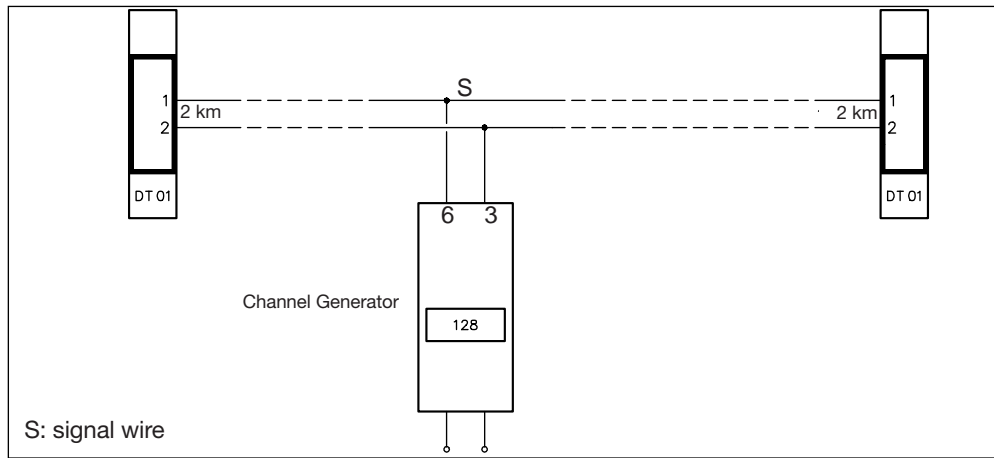 S
1
2 km
2
DT 01
2 km
1
2
DT 01
6 3
Channel Generator
128
S: signal wire